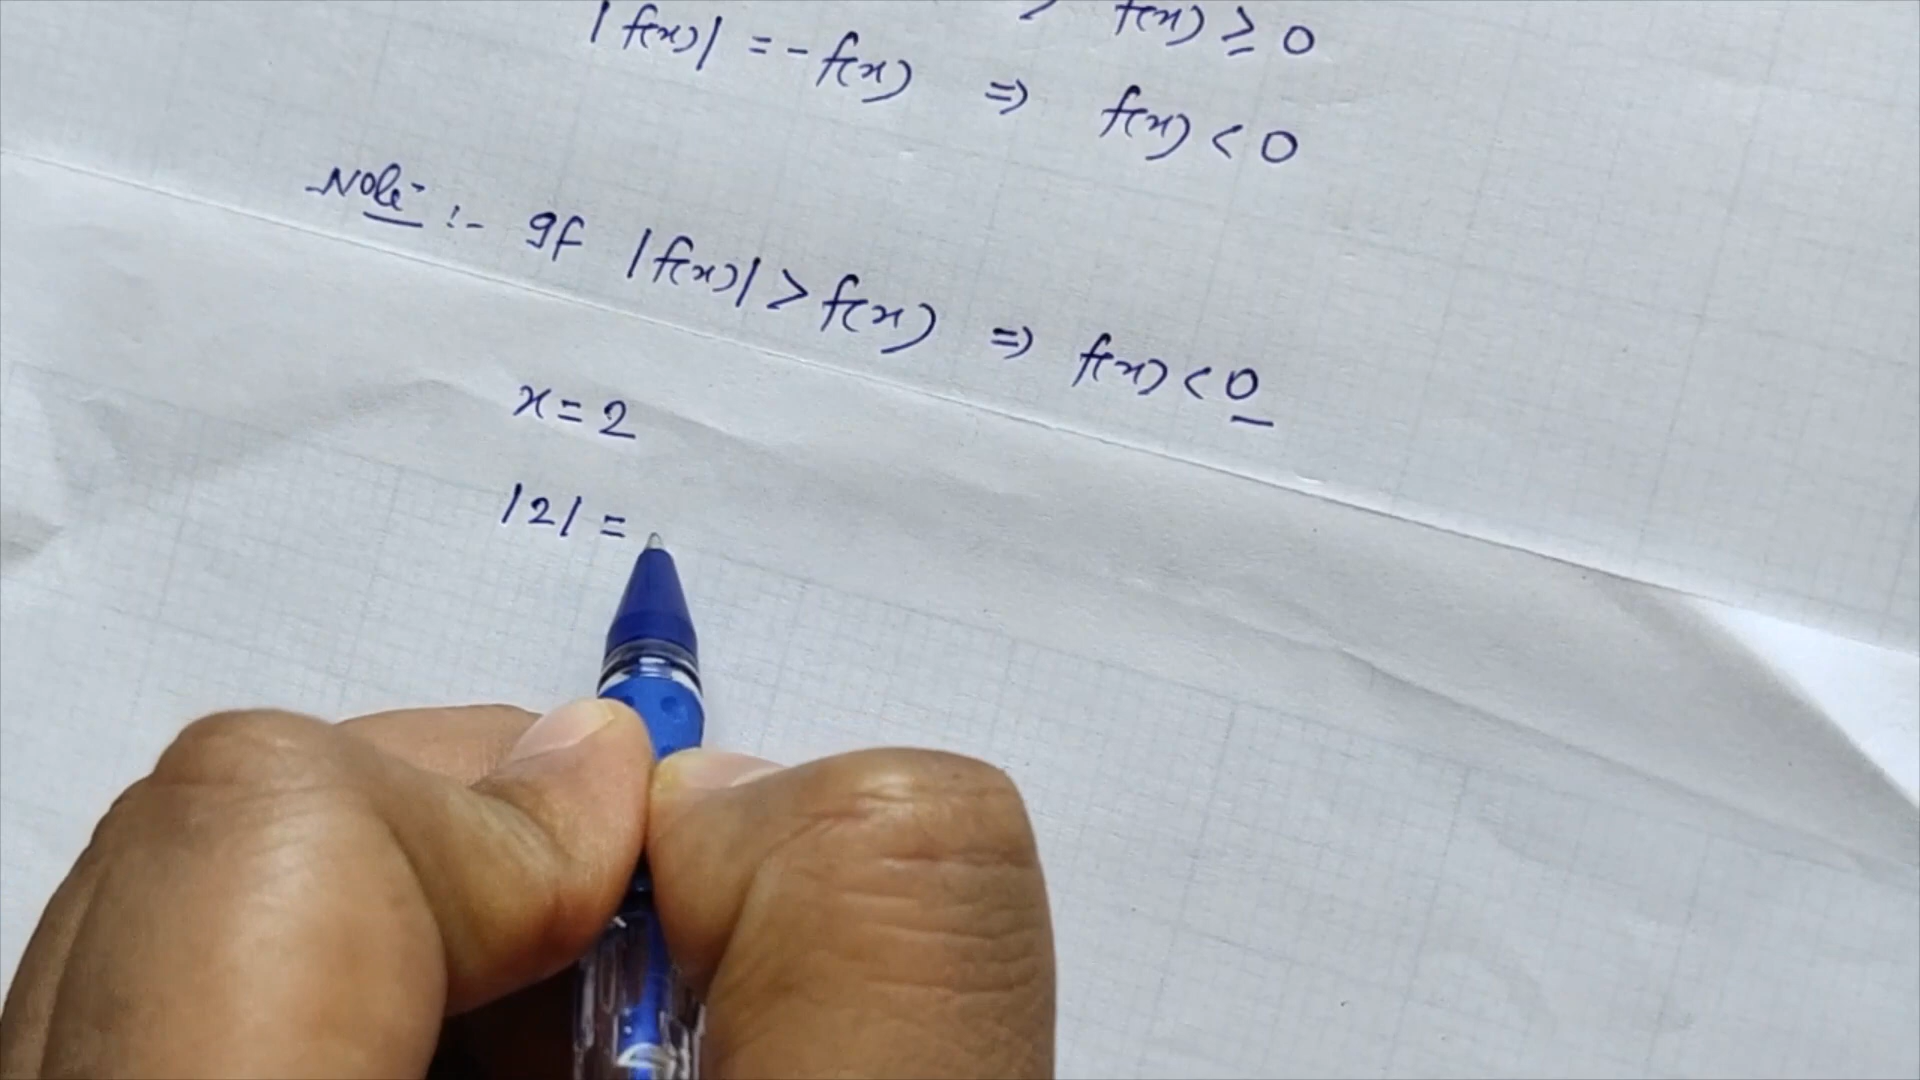 f(x) ≥ 0
|f(x)| = -f(x) ⇒ f(x) < 0
Note :- If |f(x)| > f(x) ⇒ f(x) < 0
x = 2
|2| =